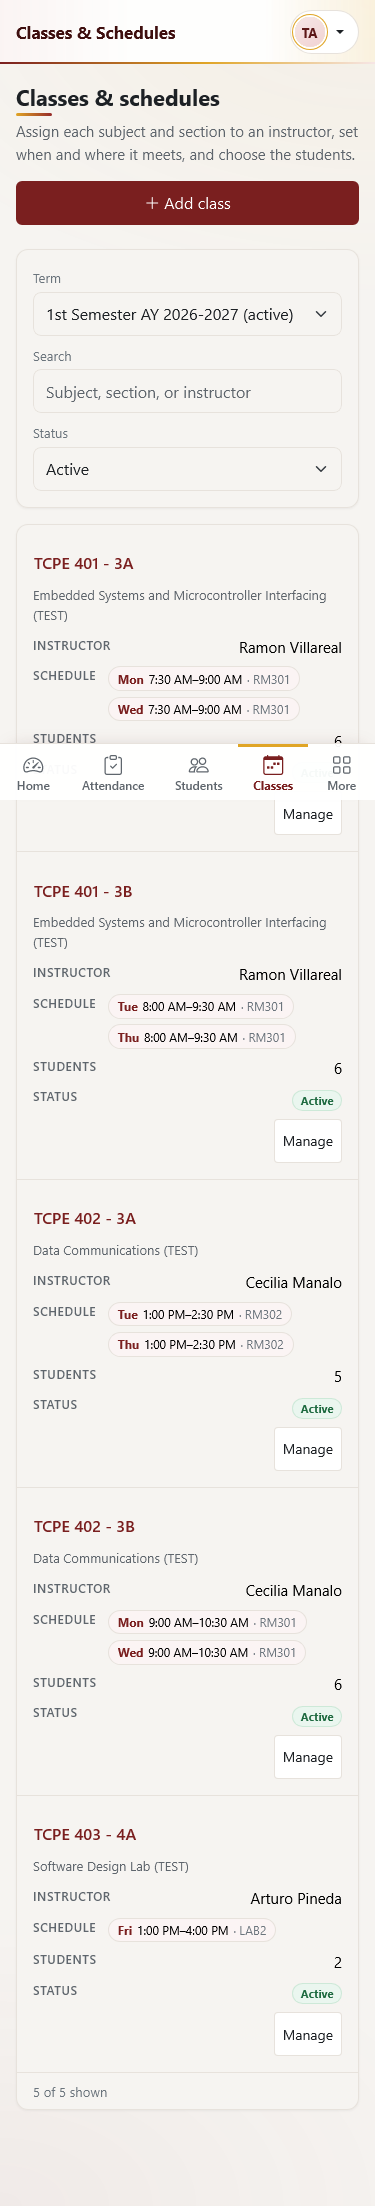 Classes & Schedules
TA
Classes & schedules
Assign each subject and section to an instructor, set
when and where it meets, and choose the students.
+ Add class
Term
1st Semester AY 2026-2027 (active)
Search
Subject, section, or instructor
Status
Active
TCPE 401 - 3A
Embedded Systems and Microcontroller Interfacing
(TEST)
INSTRUCTOR Ramon Villareal
SCHEDULE Mon 7:30 AM–9:00 AM · RM301
Wed 7:30 AM–9:00 AM · RM301
STUDENTS 6
STATUS Active
Home Attendance Students Classes More
Manage
TCPE 401 - 3B
Embedded Systems and Microcontroller Interfacing
(TEST)
INSTRUCTOR Ramon Villareal
SCHEDULE Tue 8:00 AM–9:30 AM · RM301
Thu 8:00 AM–9:30 AM · RM301
STUDENTS 6
STATUS Active
Manage
TCPE 402 - 3A
Data Communications (TEST)
INSTRUCTOR Cecilia Manalo
SCHEDULE Tue 1:00 PM–2:30 PM · RM302
Thu 1:00 PM–2:30 PM · RM302
STUDENTS 5
STATUS Active
Manage
TCPE 402 - 3B
Data Communications (TEST)
INSTRUCTOR Cecilia Manalo
SCHEDULE Mon 9:00 AM–10:30 AM · RM301
Wed 9:00 AM–10:30 AM · RM301
STUDENTS 6
STATUS Active
Manage
TCPE 403 - 4A
Software Design Lab (TEST)
INSTRUCTOR Arturo Pineda
SCHEDULE Fri 1:00 PM–4:00 PM · LAB2
STUDENTS 2
STATUS Active
Manage
5 of 5 shown